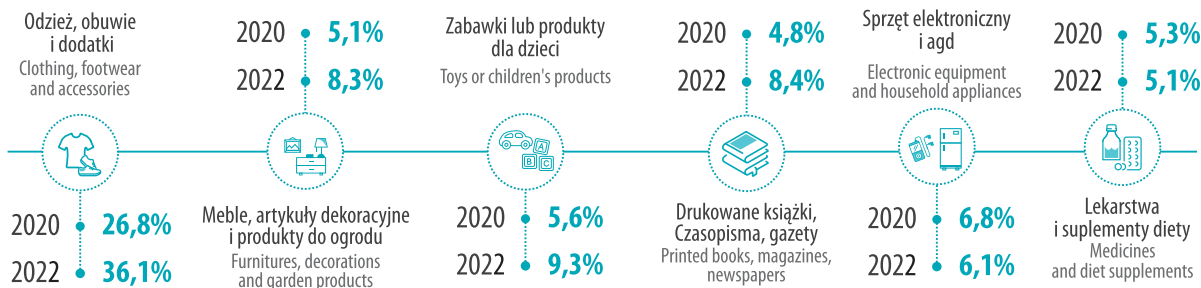 Odzież, obuwie
i dodatki
Clothing, footwear
and accessories
2020 26,8%
2022 36,1%
2020 5,1%
2022 8,3%
Meble, artykuły dekoracyjne
i produkty do ogrodu
Furnitures, decorations
and garden products
Zabawki lub produkty
dla dzieci
Toys or children's products
A
B C
2020 5,6%
2022 9,3%
2020 4,8%
2022 8,4%
Drukowane książki,
Czasopisma, gazety
Printed books, magazines,
newspapers
Sprzęt elektroniczny
i agd
Electronic equipment
and household appliances
2020 6,8%
2022 6,1%
2020 5,3%
2022 5,1%
Lekarstwa
i suplementy diety
Medicines
and diet supplements